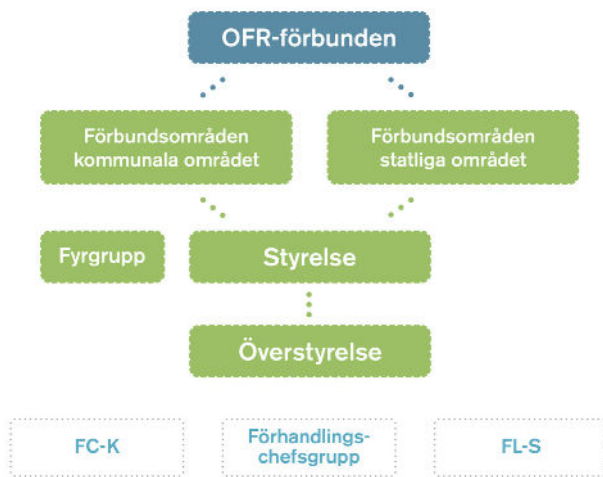 OFR-förbunden
Förbundsområden
kommunala området
Förbundsområden
statliga området
Fyrgrupp
Styrelse
Överstyrelse
FC-K
Förhandlings-
chefsgrupp
FL-S